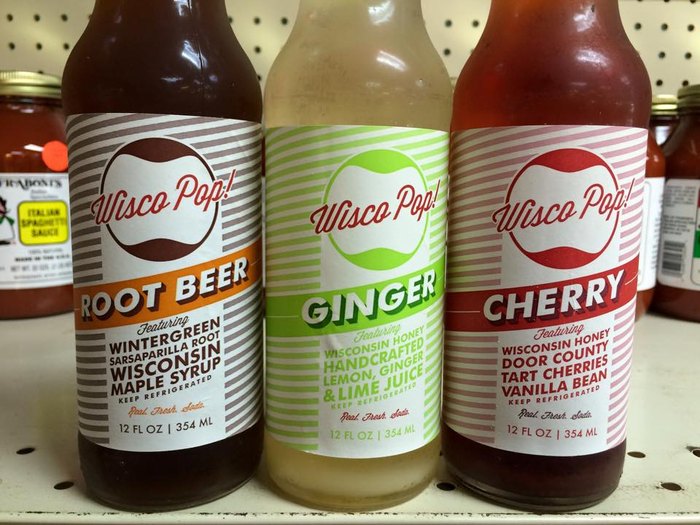 Wisco Pop!
ROOT BEER
Featuring
WINTERGREEN
SARSAPARILLA ROOT
WISCONSIN
MAPLE SYRUP
KEEP REFRIGERATED
Real. Fresh. Soda.
12 FL OZ | 354 ML
Wisco Pop!
GINGER
Featuring
WISCONSIN HONEY
HANDCRAFTED
LEMON, GINGER
& LIME JUICE
KEEP REFRIGERATED
Real. Fresh. Soda.
12 FL OZ | 354 ML
Wisco Pop!
CHERRY
Featuring
WISCONSIN HONEY
DOOR COUNTY
TART CHERRIES
VANILLA BEAN
KEEP REFRIGERATED
Real. Fresh. Soda.
12 FL OZ | 354 ML
ITALIAN
SPAGHETTI
SAUCE